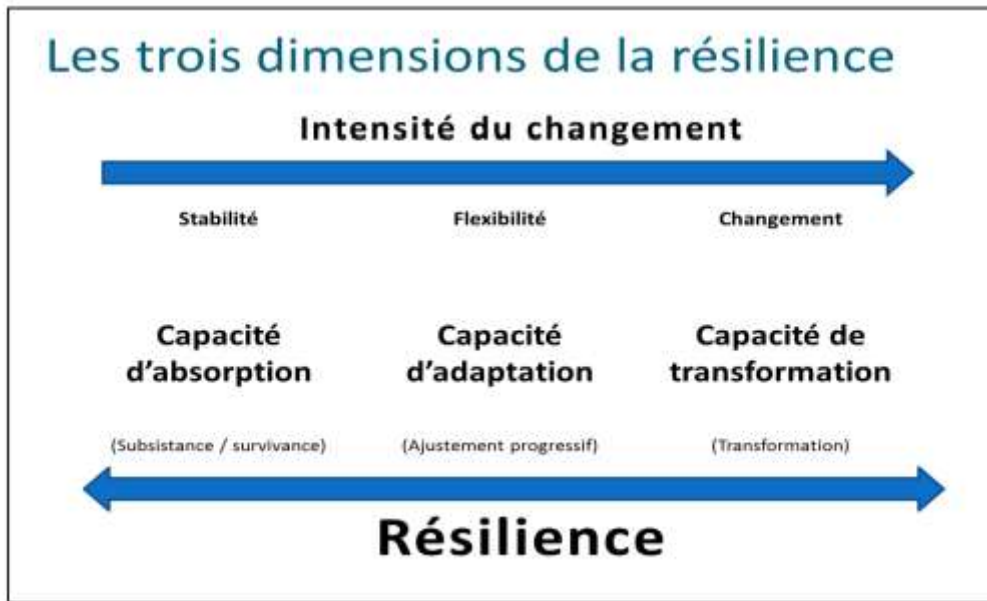 Les trois dimensions de la résilience
Intensité du changement
Stabilité Flexibilité Changement
Capacité d’absorption Capacité d’adaptation Capacité de transformation
(Subsistance / survivance) (Ajustement progressif) (Transformation)
Résilience